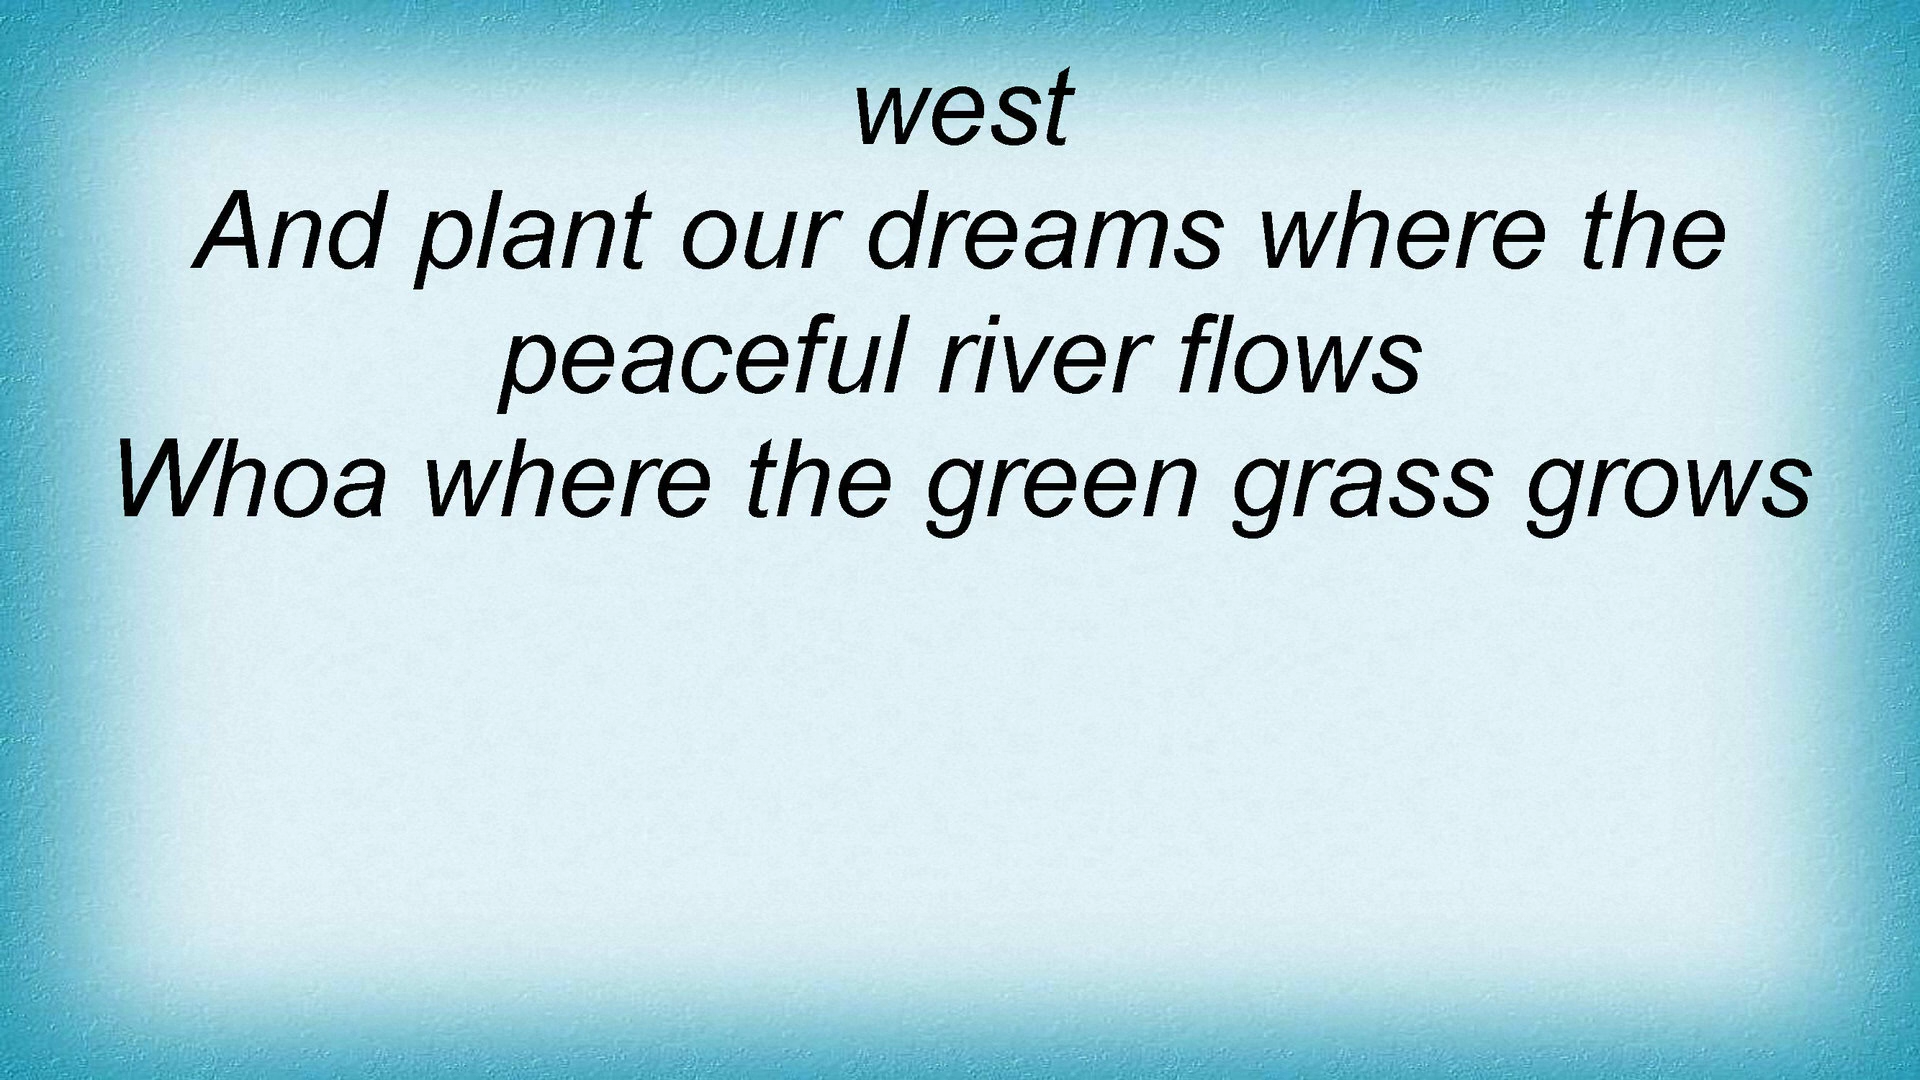 west
And plant our dreams where the
peaceful river flows
Whoa where the green grass grows